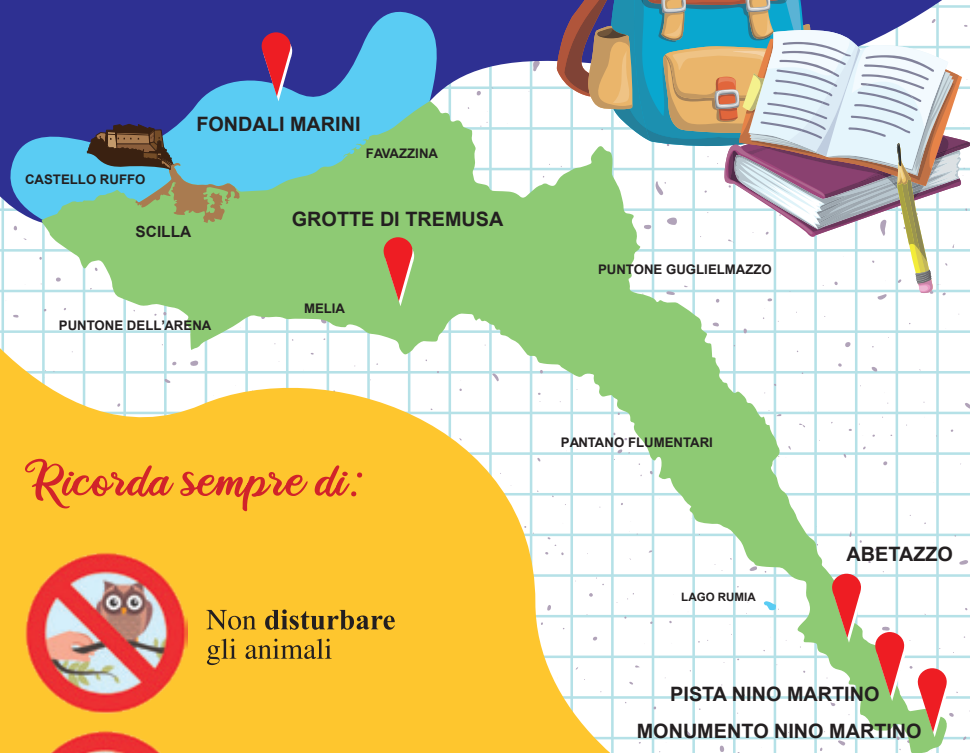 FONDALI MARINI
FAVAZZINA
CASTELLO RUFFO
SCILLA
GROTTE DI TREMUSA
PUNTONE GUGLIELMAZZO
MELIA
PUNTONE DELL'ARENA
PANTANO FLUMENTARI
Ricorda sempre di:
ABETAZZO
LAGO RUMIA
Non disturbare
gli animali
PISTA NINO MARTINO
MONUMENTO NINO MARTINO